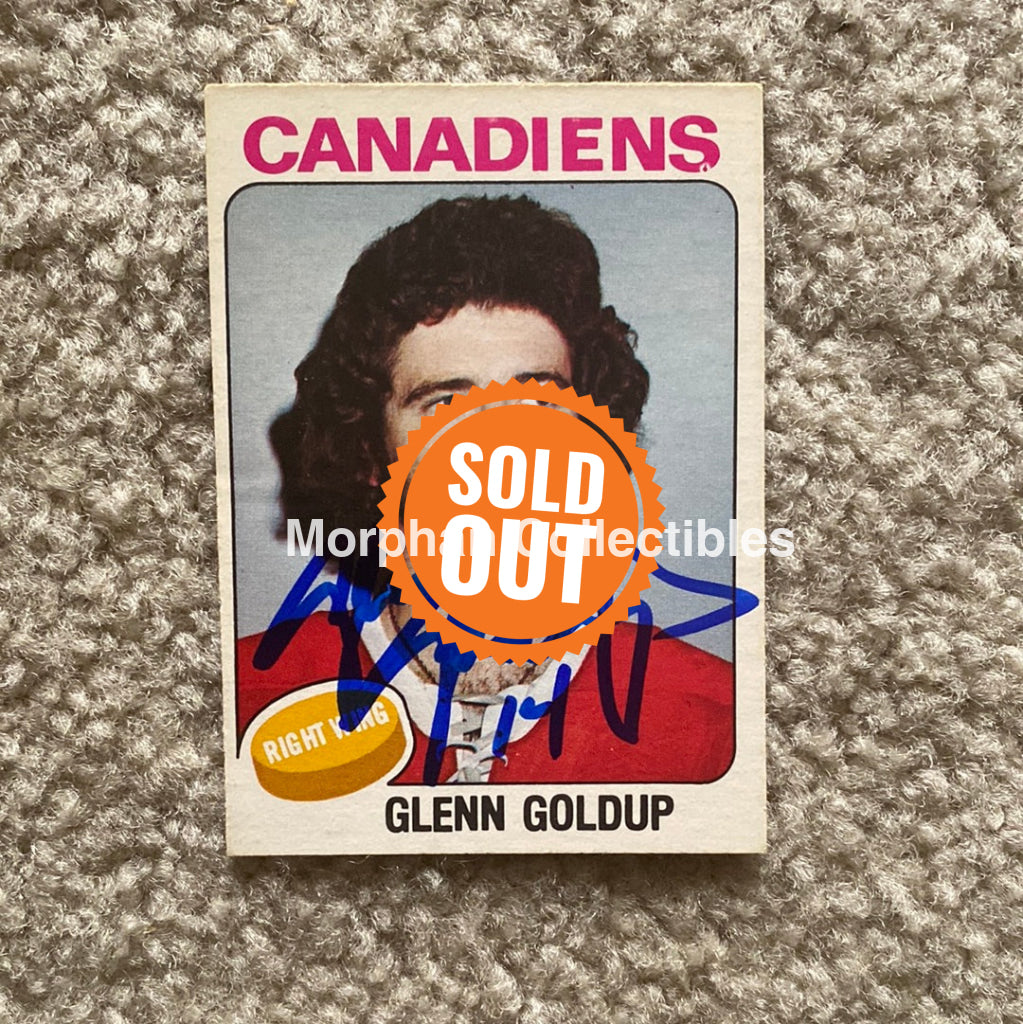 CANADIENS
SOLD
OUT
Morphan Collectibles
RIGHT WING
GLENN GOLDUP